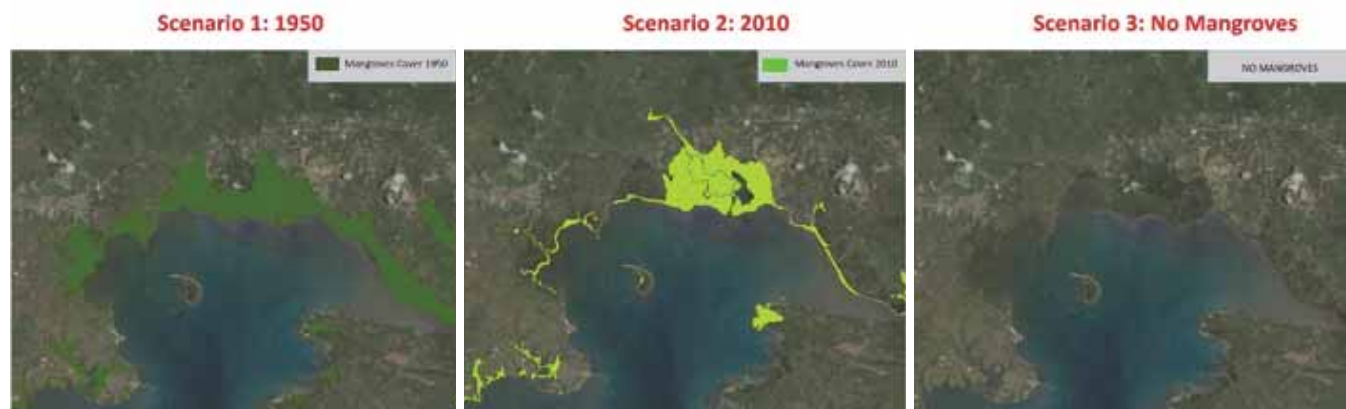 Scenario 1: 1950
Mangroves Cover 1950
Scenario 2: 2010
Mangroves Cover 2010
Scenario 3: No Mangroves
NO MANGROVES